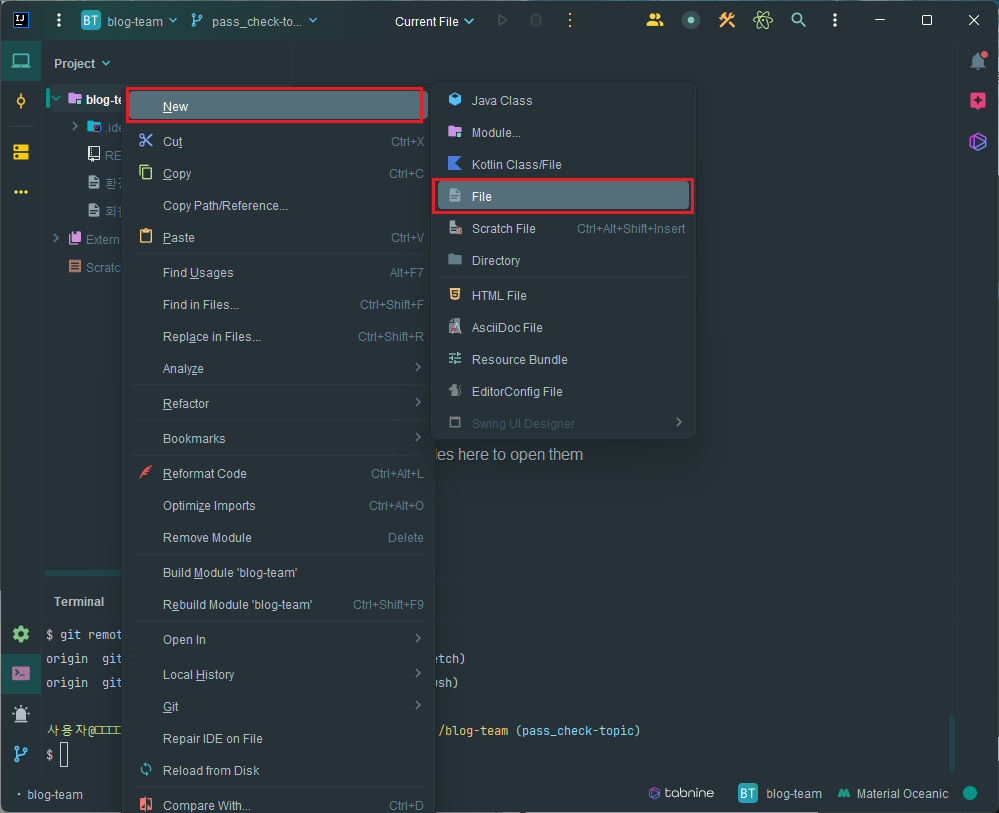 BT blog-team pass_check-to... Current File
Project
blog-te
.ide
RE
환경
회원
Extern
Scratc
New
Cut Ctrl+X
Copy Ctrl+C
Copy Path/Reference...
Paste Ctrl+V
Find Usages Alt+F7
Find in Files... Ctrl+Shift+F
Replace in Files... Ctrl+Shift+R
Analyze
Refactor
Bookmarks
Reformat Code Ctrl+Alt+L
Optimize Imports Ctrl+Alt+O
Remove Module Delete
Build Module 'blog-team'
Rebuild Module 'blog-team' Ctrl+Shift+F9
Open In
Local History
Git
Repair IDE on File
Reload from Disk
Compare With... Ctrl+D
Java Class
Module...
Kotlin Class/File
File
Scratch File Ctrl+Alt+Shift+Insert
Directory
HTML File
AsciiDoc File
Resource Bundle
EditorConfig File
Swing UI Designer
les here to open them
Terminal
$ git remot
origin git etch)
origin git sh)
사용자@□□□□ /blog-team (pass_check-topic)
$
blog-team
tabnine BT blog-team Material Oceanic